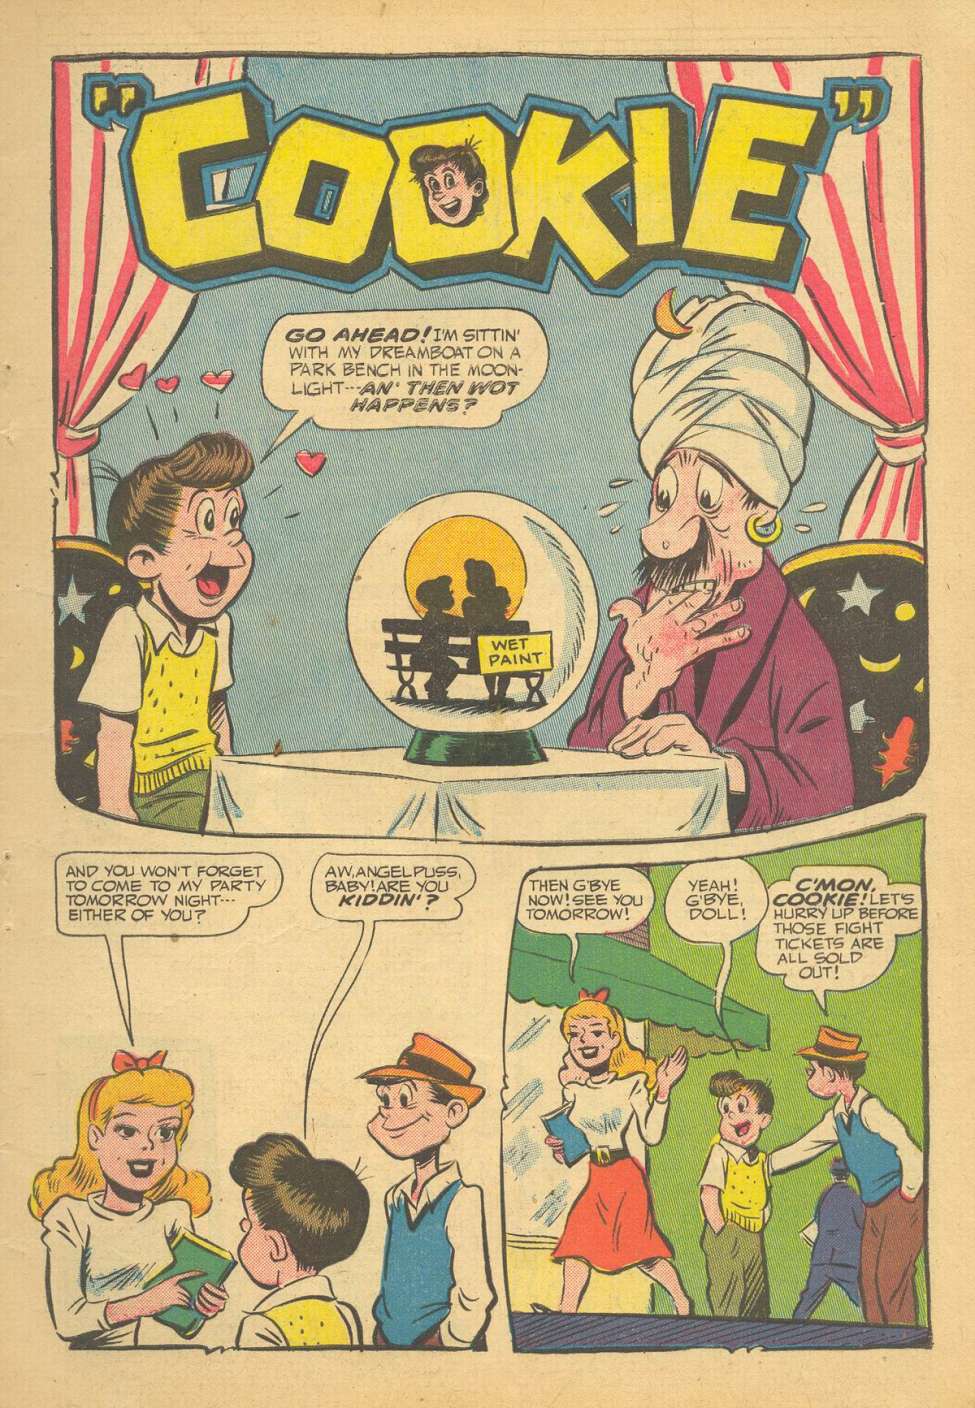 "COOKIE"
GO AHEAD! I'M SITTIN'
WITH MY DREAMBOAT ON A
PARK BENCH IN THE MOON-
LIGHT---AN' THEN WOT
HAPPENS?
WET
PAINT
AND YOU WON'T FORGET
TO COME TO MY PARTY
TOMORROW NIGHT---
EITHER OF YOU?
AW, ANGELPUSS,
BABY! ARE YOU
KIDDIN'?
THEN G'BYE
NOW! SEE YOU
TOMORROW!
YEAH!
G'BYE,
DOLL!
C'MON,
COOKIE! LET'S
HURRY UP BEFORE
THOSE FIGHT
TICKETS ARE
ALL SOLD
OUT!